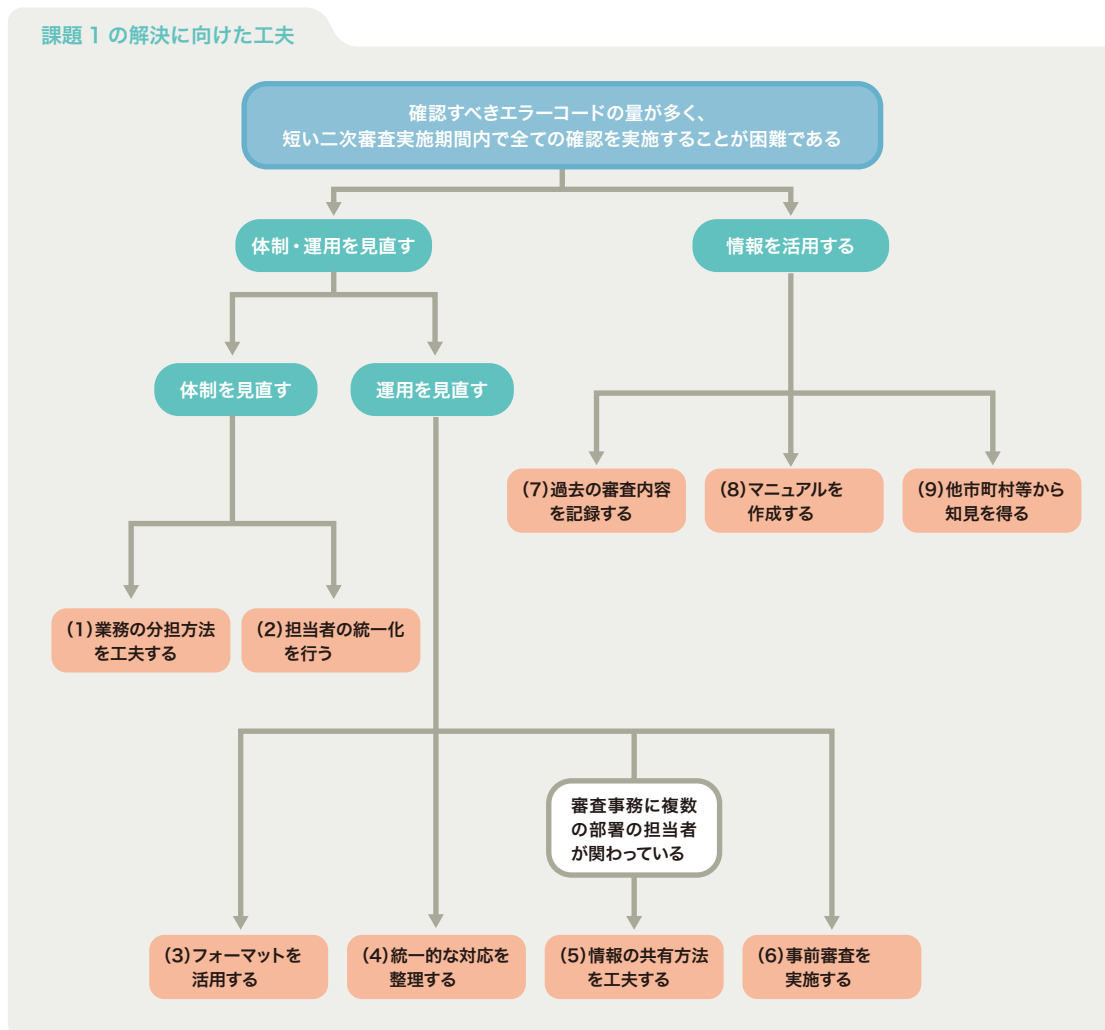 課題 1 の解決に向けた工夫
確認すべきエラーコードの量が多く、
短い二次審査実施期間内で全ての確認を実施することが困難である
体制・運用を見直す
情報を活用する
体制を見直す
運用を見直す
(7)過去の審査内容
を記録する
(8)マニュアルを
作成する
(9)他市町村等から
知見を得る
(1)業務の分担方法
を工夫する
(2)担当者の統一化
を行う
審査事務に複数
の部署の担当者
が関わっている
(3)フォーマットを
活用する
(4)統一的な対応を
整理する
(5)情報の共有方法
を工夫する
(6)事前審査を
実施する